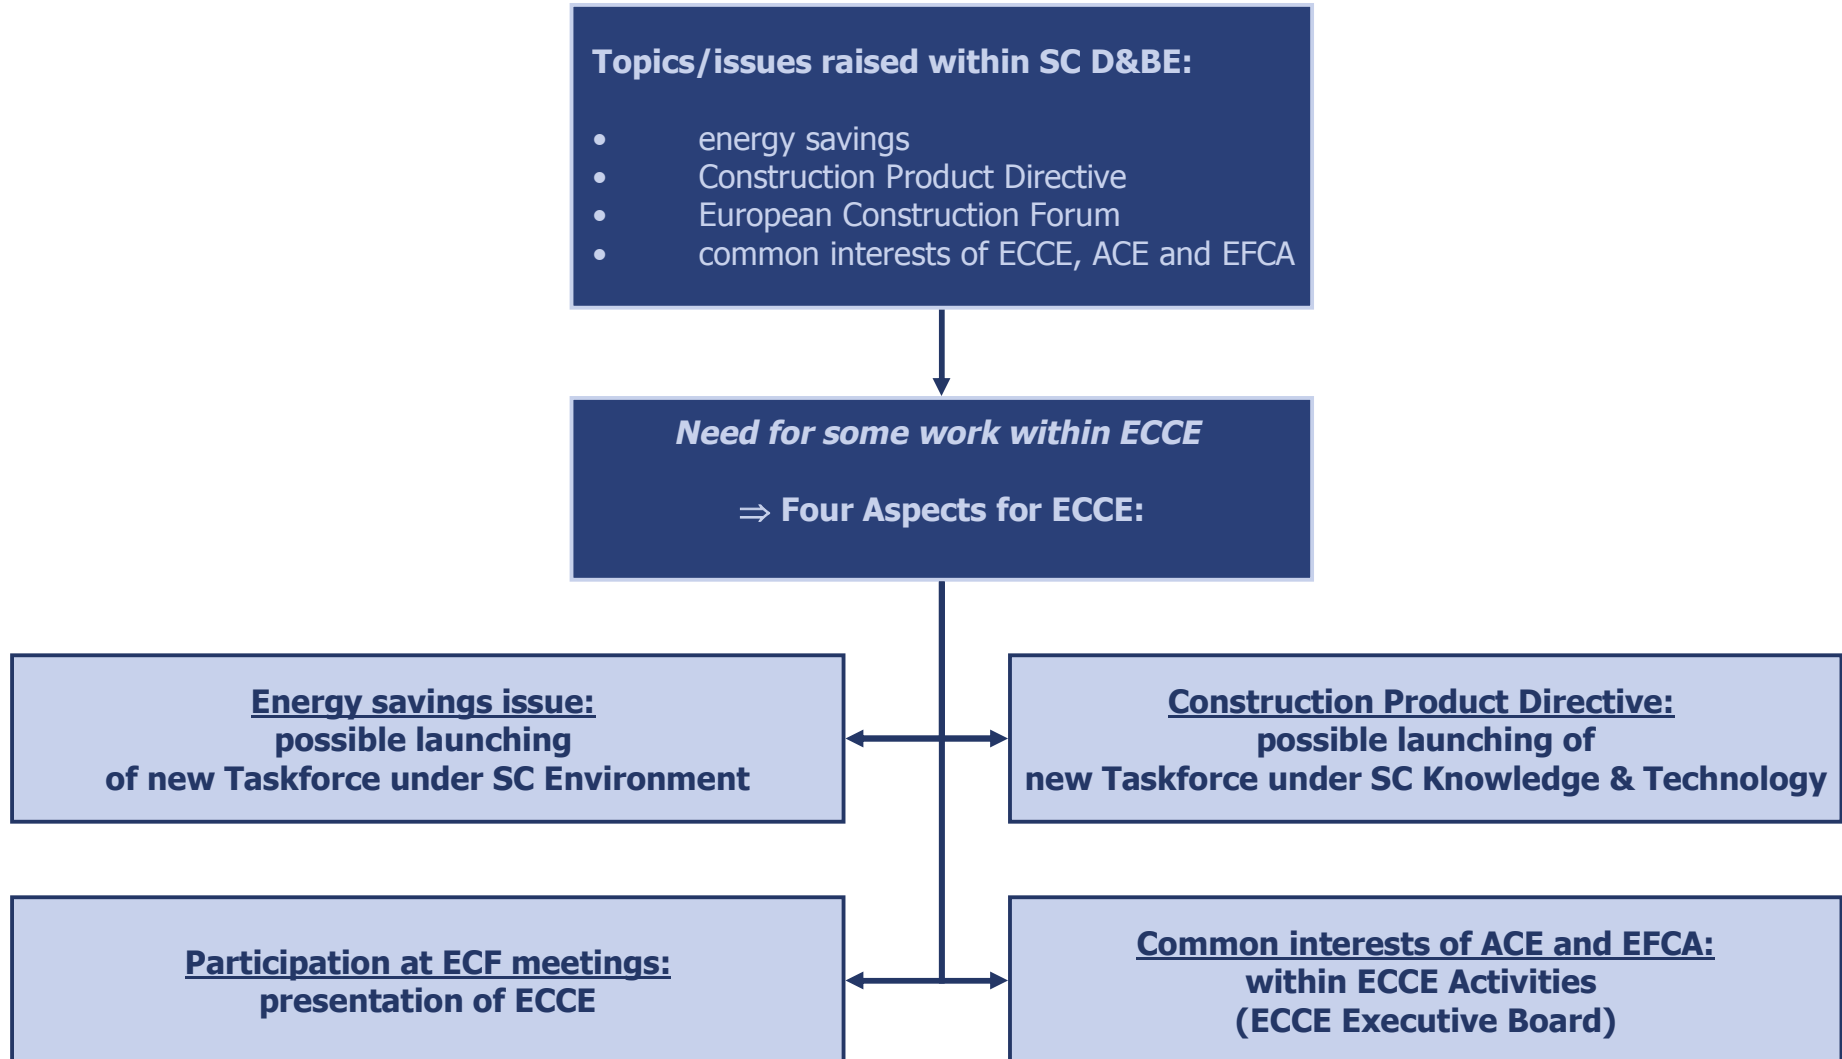 Topics/issues raised within SC D&BE:
• energy savings
• Construction Product Directive
• European Construction Forum
• common interests of ECCE, ACE and EFCA
Need for some work within ECCE
⇒ Four Aspects for ECCE:
Energy savings issue:
possible launching
of new Taskforce under SC Environment
Construction Product Directive:
possible launching of
new Taskforce under SC Knowledge & Technology
Participation at ECF meetings:
presentation of ECCE
Common interests of ACE and EFCA:
within ECCE Activities
(ECCE Executive Board)